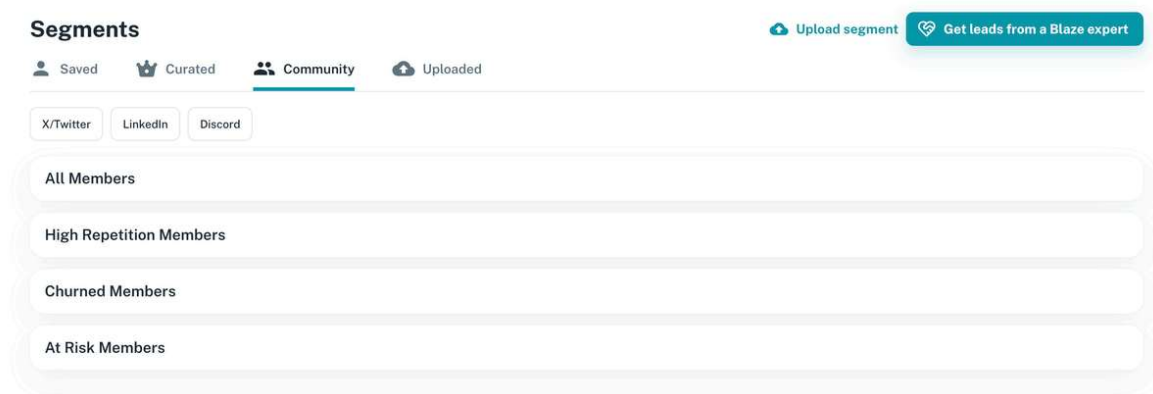 Segments
Upload segment
Get leads from a Blaze expert
Saved
Curated
Community
Uploaded
X/Twitter
LinkedIn
Discord
All Members
High Repetition Members
Churned Members
At Risk Members